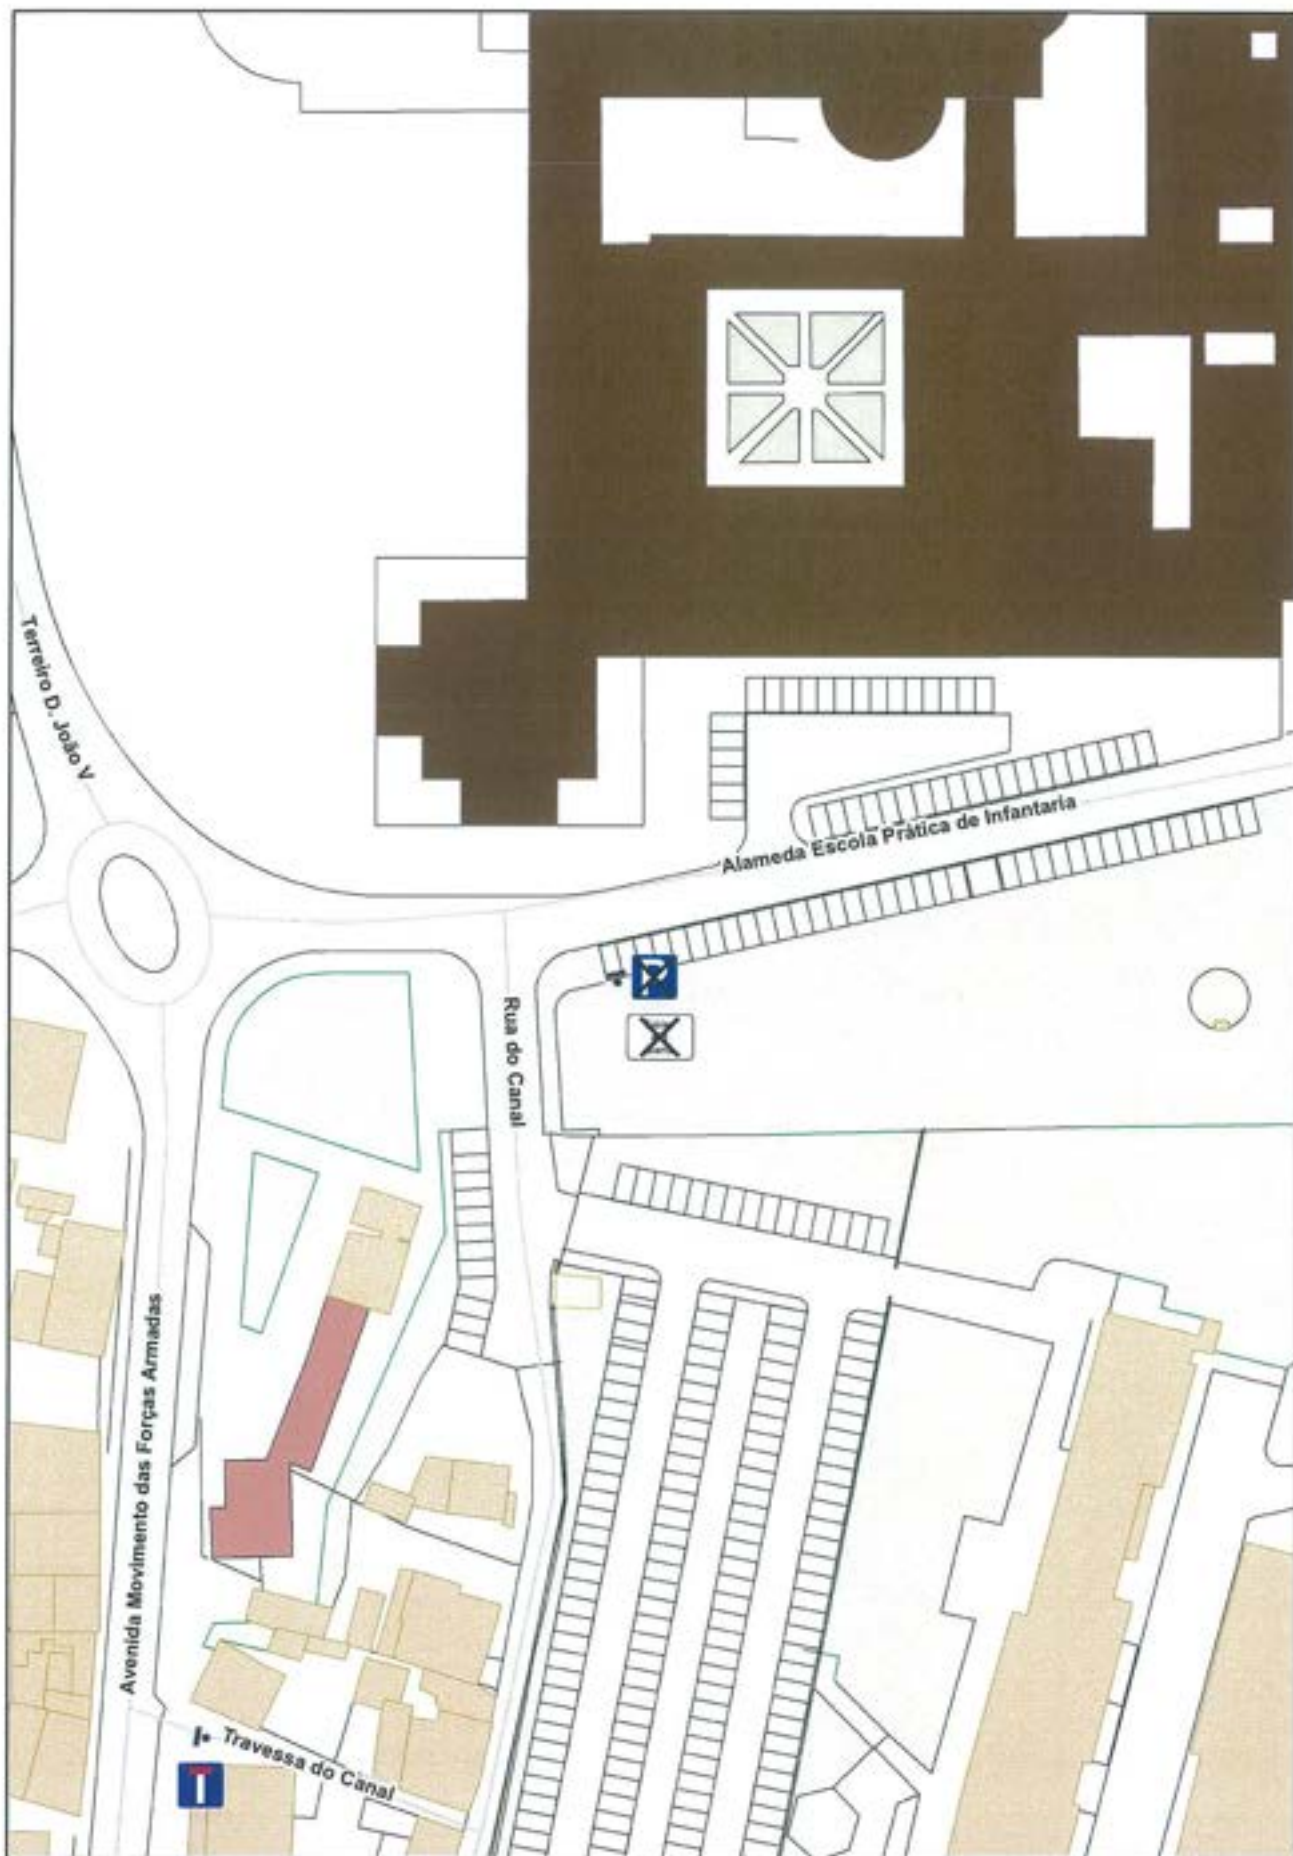 Terreiro D. João V
Alameda Escola Prática de Infantaria
Rua do Canal
Avenida Movimento das Forças Armadas
Travessa do Canal
P